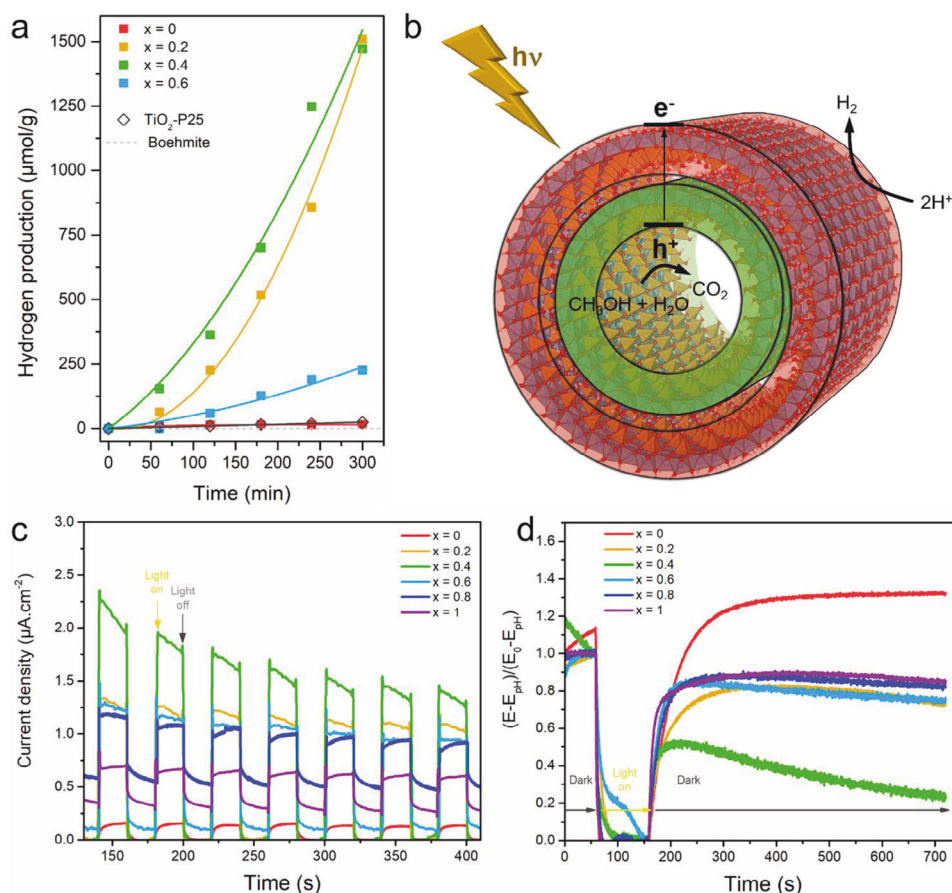 a
1500
1250
1000
750
500
250
0
Hydrogen production (µmol/g)
x = 0
x = 0.2
x = 0.4
x = 0.6
TiO₂-P25
Boehmite
0 50 100 150 200 250 300
Time (min)
b
hν
e⁻
H₂
2H⁺
h⁺
CO₂
CH₃OH + H₂O
c
3.0
2.5
2.0
1.5
1.0
0.5
0.0
Current density (µA.cm⁻²)
Light
on
Light
off
x = 0
x = 0.2
x = 0.4
x = 0.6
x = 0.8
x = 1
150 200 250 300 350 400
Time (s)
d
1.4
1.2
1.0
0.8
0.6
0.4
0.2
0.0
(E-EpH)/(E₀-EpH)
x = 0
x = 0.2
x = 0.4
x = 0.6
x = 0.8
x = 1
Dark
Light
on
Dark
0 100 200 300 400 500 600 700
Time (s)